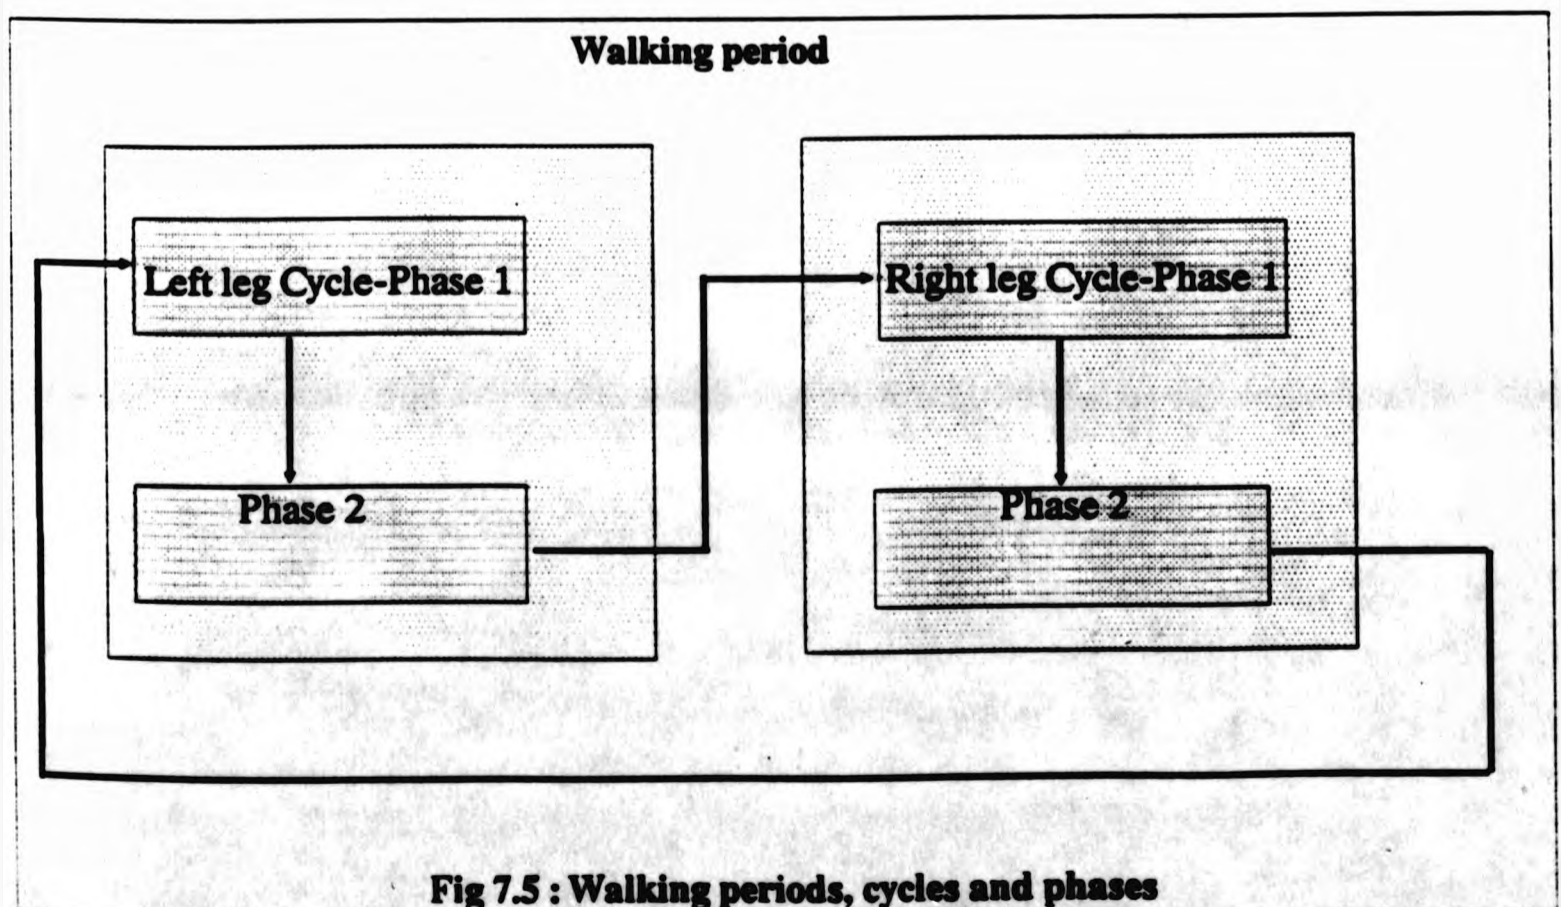 Walking period
Left leg Cycle-Phase 1
Right leg Cycle-Phase 1
Phase 2
Phase 2
Fig 7.5 : Walking periods, cycles and phases